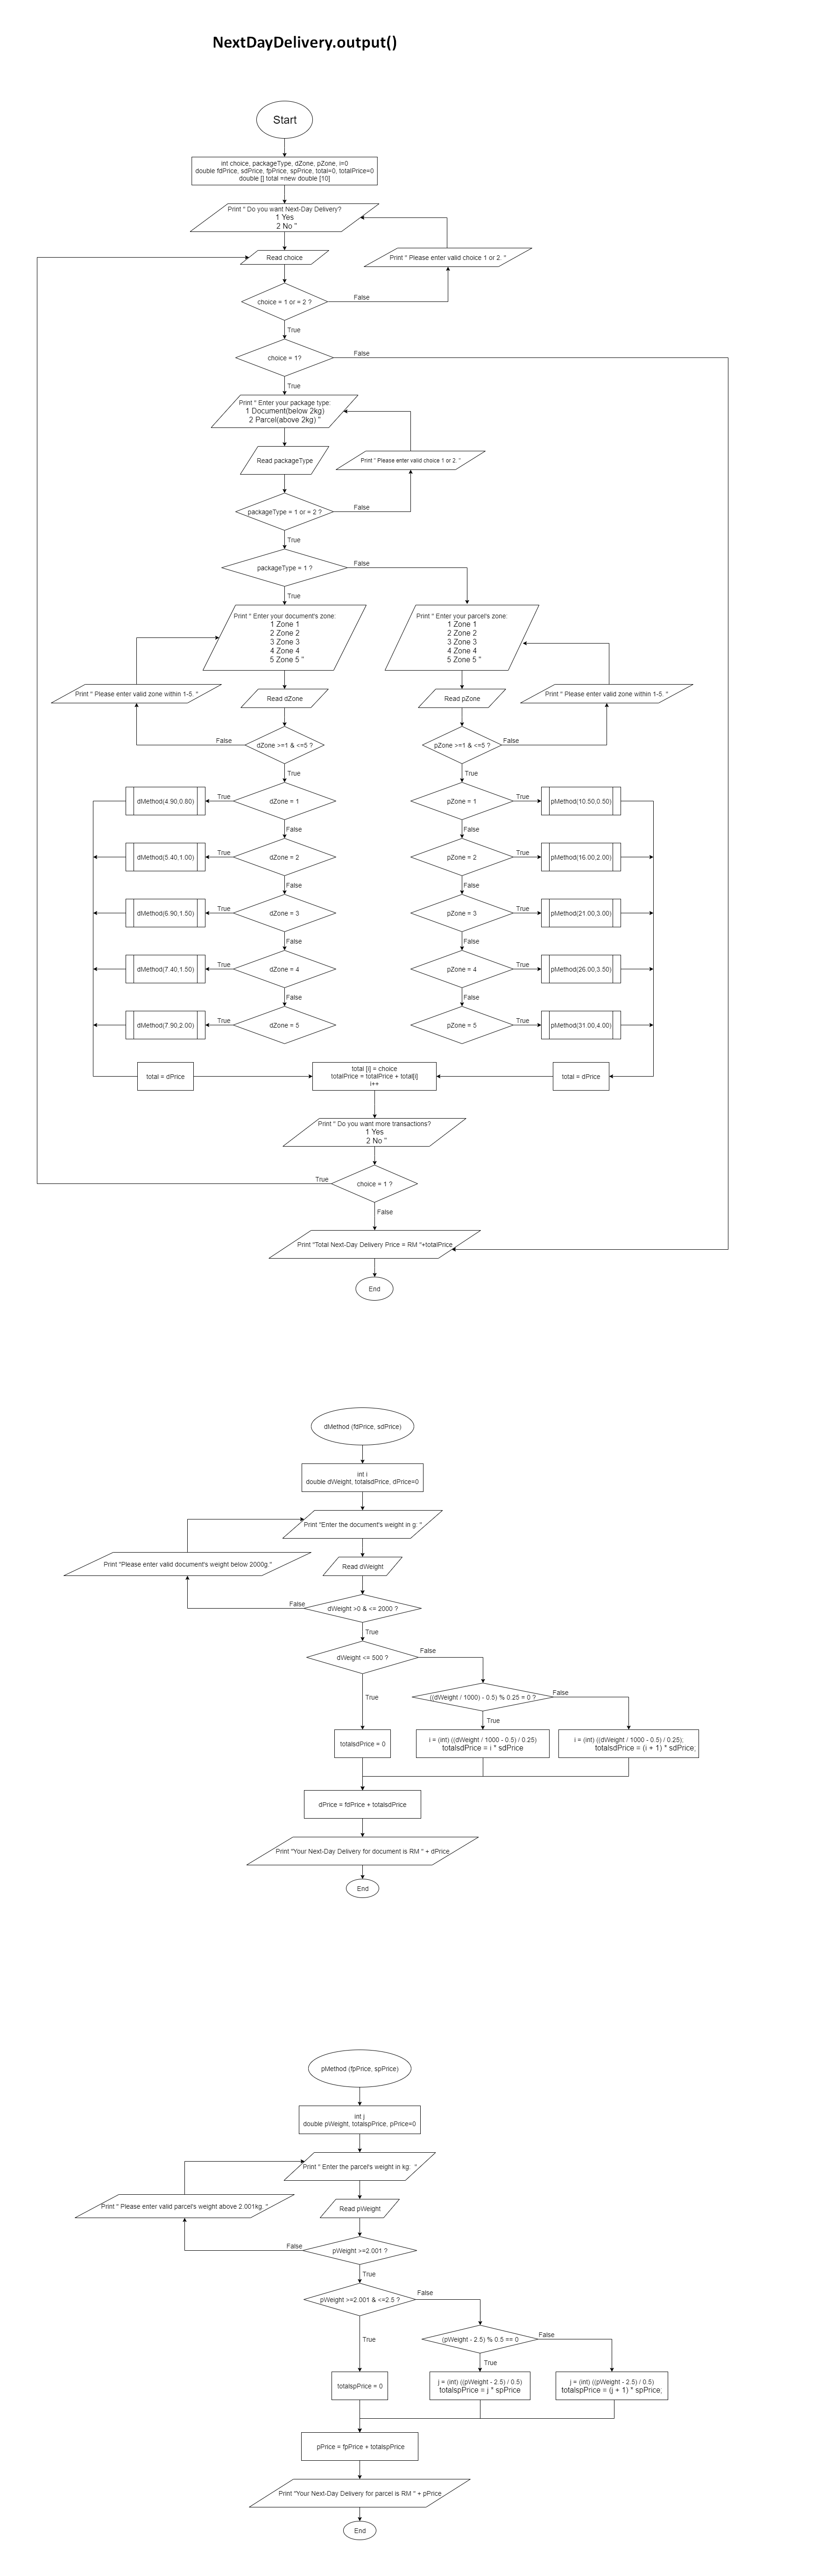 NextDayDelivery.output()
Start
int choice, packageType, dZone, pZone, i=0
double fdPrice, sdPrice, fpPrice, spPrice, total=0, totalPrice=0
double [] total =new double [10]
Print " Do you want Next-Day Delivery?
1 Yes
2 No "
Read choice
Print " Please enter valid choice 1 or 2. "
choice = 1 or = 2 ?
False
True
choice = 1?
False
True
Print " Enter your package type:
1 Document(below 2kg)
2 Parcel(above 2kg) "
Read packageType
Print " Please enter valid choice 1 or 2. "
packageType = 1 or = 2 ?
False
True
packageType = 1 ?
False
True
Print " Enter your document's zone:
1 Zone 1
2 Zone 2
3 Zone 3
4 Zone 4
5 Zone 5 "
Print " Enter your parcel's zone:
1 Zone 1
2 Zone 2
3 Zone 3
4 Zone 4
5 Zone 5 "
Print " Please enter valid zone within 1-5. "
Read dZone
Read pZone
Print " Please enter valid zone within 1-5. "
False
dZone >=1 & <=5 ?
pZone >=1 & <=5 ?
False
True
True
dMethod(4.90,0.80)
True
dZone = 1
pZone = 1
True
pMethod(10.50,0.50)
False
False
dMethod(5.40,1.00)
True
dZone = 2
pZone = 2
True
pMethod(16.00,2.00)
False
False
dMethod(6.90,1.50)
True
dZone = 3
pZone = 3
True
pMethod(21.00,3.00)
False
False
dMethod(7.40,1.50)
True
dZone = 4
pZone = 4
True
pMethod(26.00,3.50)
False
False
dMethod(7.90,2.00)
True
dZone = 5
pZone = 5
True
pMethod(31.00,4.00)
total = dPrice
total [i] = choice
totalPrice = totalPrice + total[i]
i++
total = dPrice
Print " Do you want more transactions?
1 Yes
2 No "
True
choice = 1 ?
False
Print "Total Next-Day Delivery Price = RM "+totalPrice
End
dMethod (fdPrice, sdPrice)
int i
double dWeight, totalsdPrice, dPrice=0
Print "Enter the document's weight in g: "
Print "Please enter valid document's weight below 2000g:"
Read dWeight
False
dWeight >0 & <= 2000 ?
True
dWeight <= 500 ?
False
True
((dWeight / 1000) - 0.5) % 0.25 = 0 ?
False
True
totalsdPrice = 0
i = (int) ((dWeight / 1000 - 0.5) / 0.25)
totalsdPrice = i * sdPrice
i = (int) ((dWeight / 1000 - 0.5) / 0.25);
totalsdPrice = (i + 1) * sdPrice;
dPrice = fdPrice + totalsdPrice
Print "Your Next-Day Delivery for document is RM " + dPrice
End
pMethod (fpPrice, spPrice)
int j
double pWeight, totalspPrice, pPrice=0
Print " Enter the parcel's weight in kg:  "
Print " Please enter valid parcel's weight above 2.001kg. "
Read pWeight
False
pWeight >=2.001 ?
True
pWeight >=2.001 & <=2.5 ?
False
True
(pWeight - 2.5) % 0.5 == 0
False
True
totalspPrice = 0
j = (int) ((pWeight - 2.5) / 0.5)
totalspPrice = j * spPrice
j = (int) ((pWeight - 2.5) / 0.5)
totalspPrice = (j + 1) * spPrice;
pPrice = fpPrice + totalspPrice
Print "Your Next-Day Delivery for parcel is RM " + pPrice
End